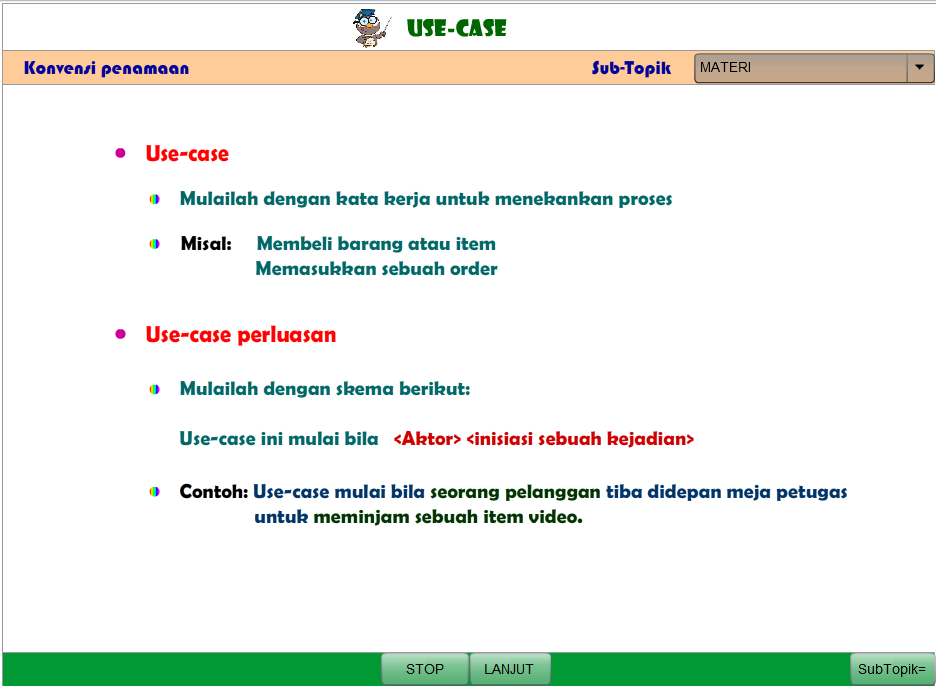 USE-CASE
Konvensi penamaan
Sub-Topik
MATERI
Use-case
Mulailah dengan kata kerja untuk menekankan proses
Misal: Membeli barang atau item
Memasukkan sebuah order
Use-case perluasan
Mulailah dengan skema berikut:
Use-case ini mulai bila <Aktor> <inisiasi sebuah kejadian>
Contoh: Use-case mulai bila seorang pelanggan tiba didepan meja petugas
untuk meminjam sebuah item video.
STOP
LANJUT
SubTopik=